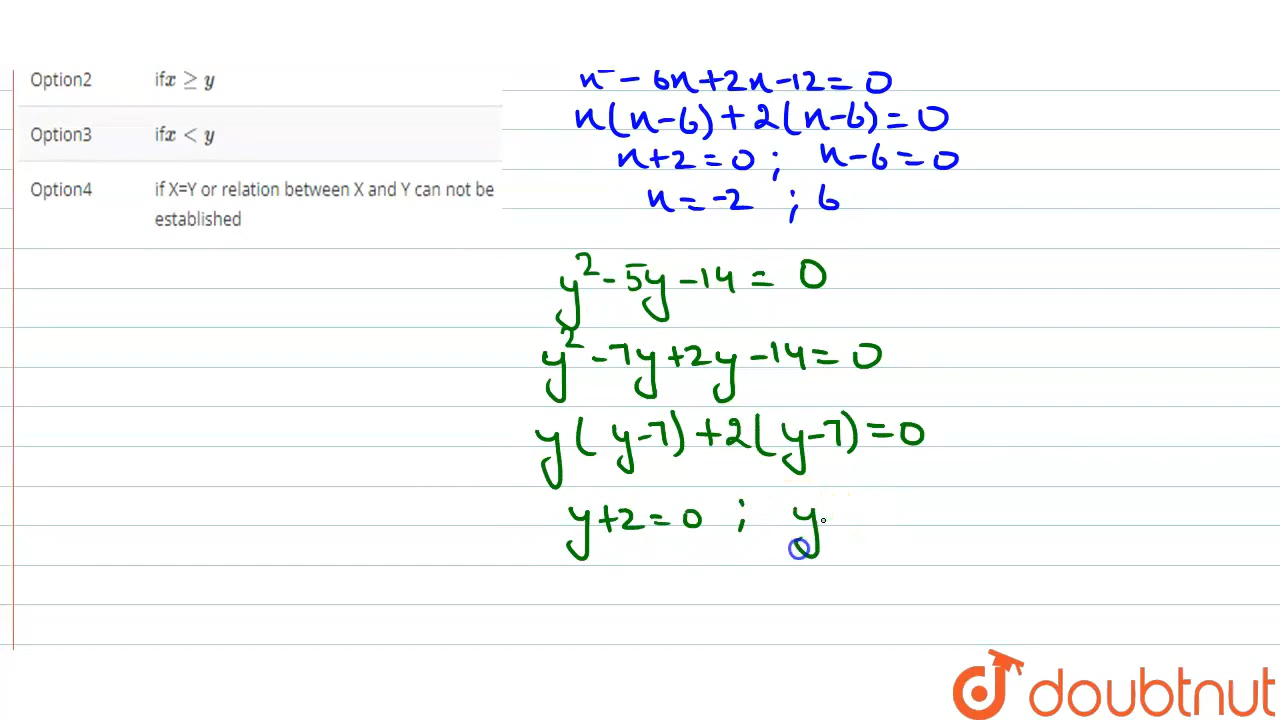 Option2 if x ≥ y
Option3 if x < y
Option4 if X=Y or relation between X and Y can not be
established
x² - 6x + 2x - 12 = 0
x(x-6) + 2(x-6) = 0
x+2 = 0 ; x-6 = 0
x = -2 ; 6
y² - 5y - 14 = 0
y² - 7y + 2y - 14 = 0
y(y-7) + 2(y-7) = 0
y+2 = 0 ; y
doubtnut